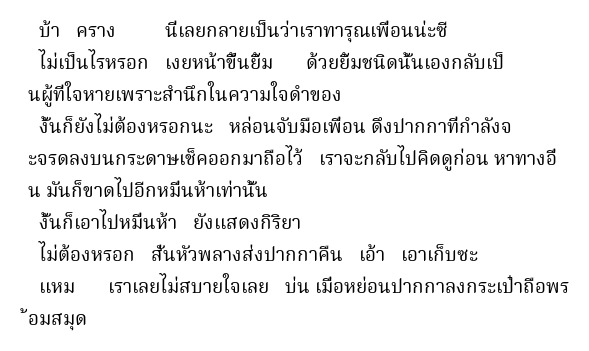 บ้า คราง นี่เลยกลายเป็นว่าเราทารุณเพื่อนน่ะซี
ไม่เป็นไรหรอก เงยหน้าขึ้นยิ้ม ด้วยยิ้มชนิดนั้นเองกลับเป็
นผู้ที่ใจหายเพราะสำนึกในความใจดำของ
งั้นก็ยังไม่ต้องหรอกนะ หล่อนจับมือเพื่อน ดึงปากกาที่กำลังจ
ะจรดลงบนกระดาษเช็คออกมาถือไว้ เราจะกลับไปคิดดูก่อน หาทางอื่
น มันก็ขาดไปอีกหมื่นห้าเท่านั้น
งั้นก็เอาไปหมื่นห้า ยังแสดงกิริยา
ไม่ต้องหรอก สั่นหัวพลางส่งปากกาคืน เอ้า เอาเก็บซะ
แหม เราเลยไม่สบายใจเลย บ่น เมื่อหย่อนปากกาลงกระเป๋าถือพร
้อมสมุด